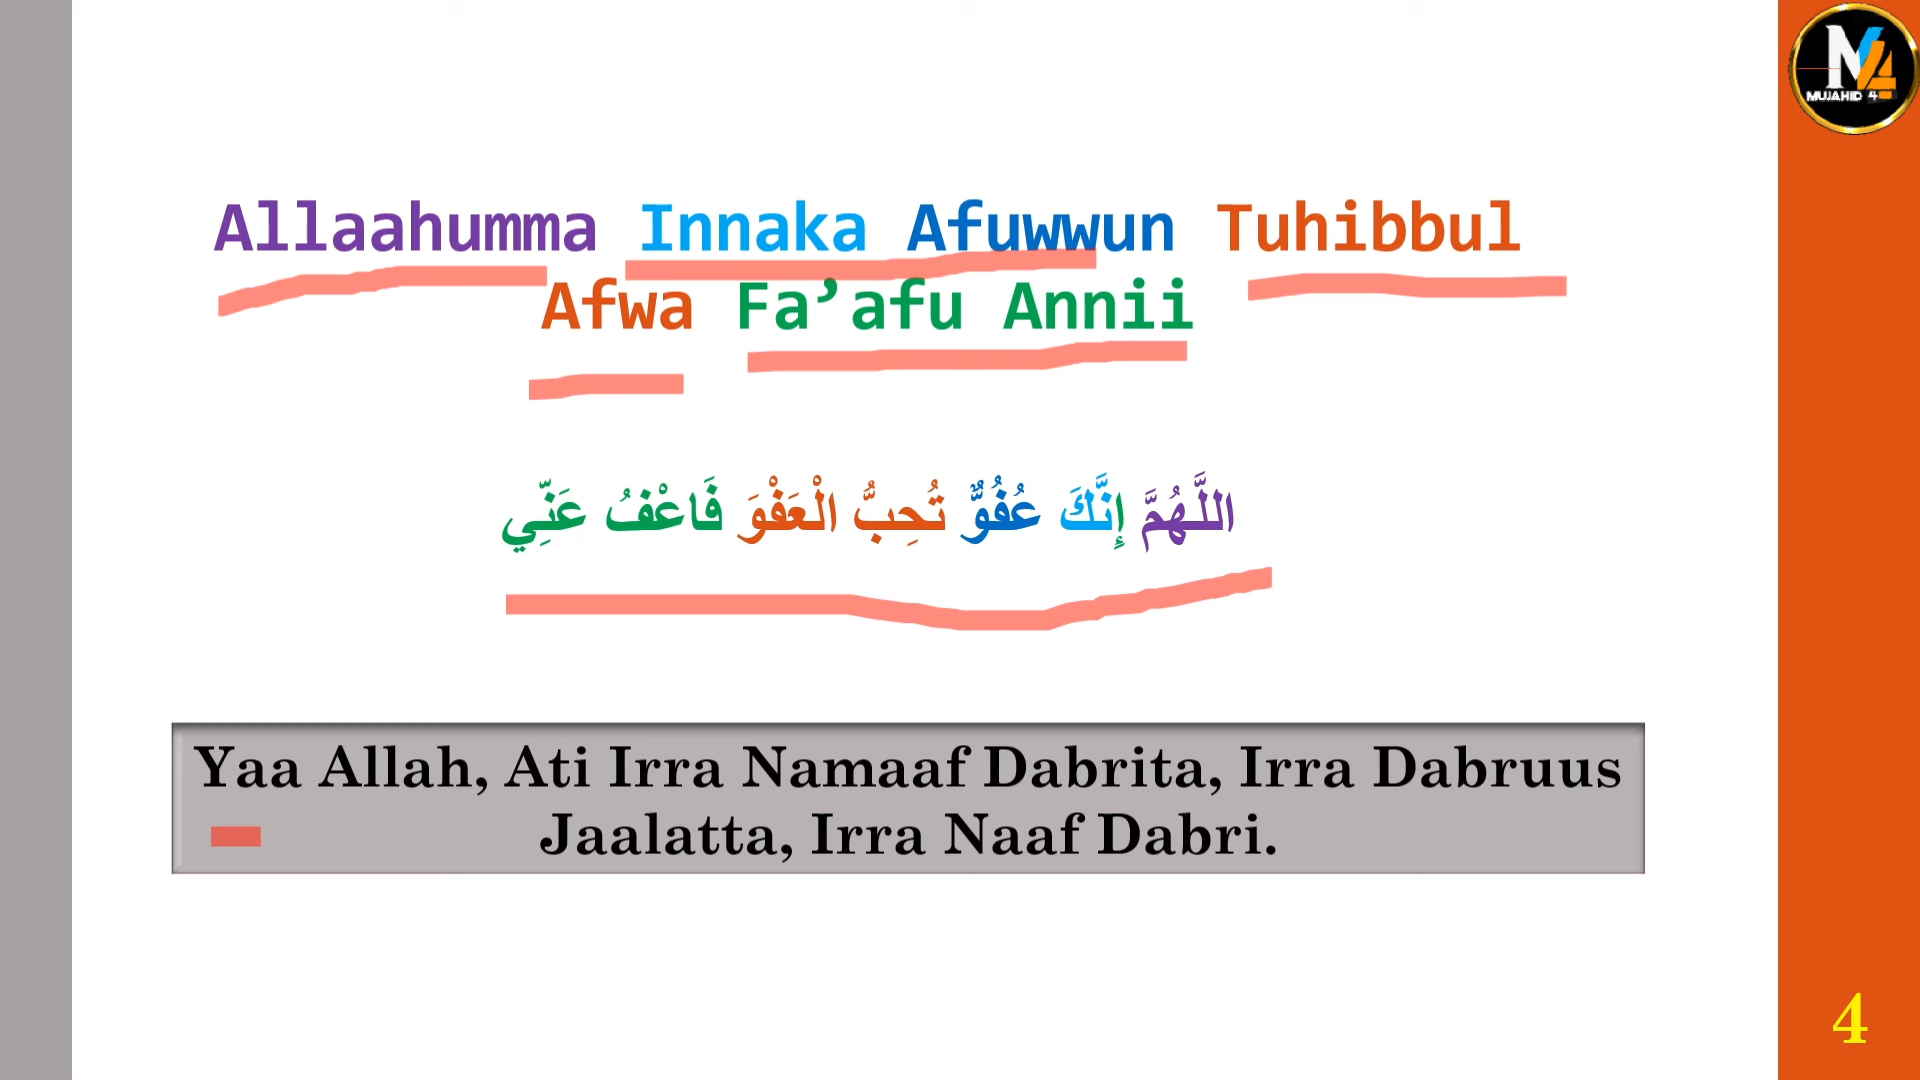 M4
MUJAHID 4
Allaahumma Innaka Afuwwun Tuhibbul
Afwa Fa’afu Annii
اللَّهُمَّ إِنَّكَ عُفُوٌّ تُحِبُّ الْعَفْوَ فَاعْفُ عَنِّي
Yaa Allah, Ati Irra Namaaf Dabrita, Irra Dabruus
Jaalatta, Irra Naaf Dabri.
4